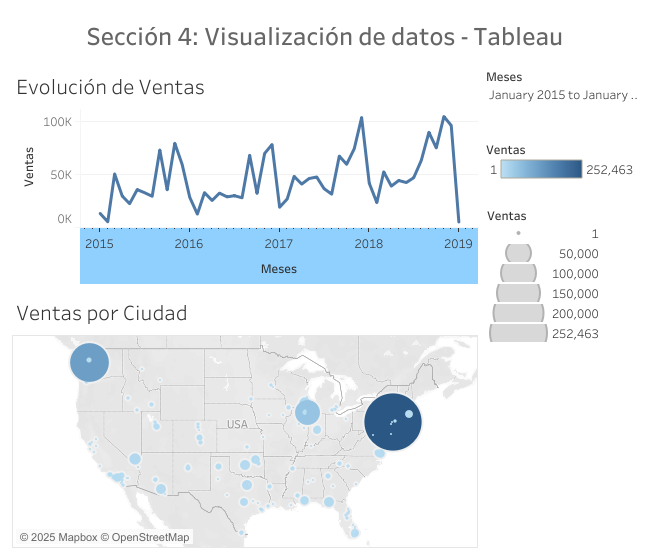 Sección 4: Visualización de datos - Tableau
Evolución de Ventas
Ventas
100K
50K
0K
2015 2016 2017 2018 2019
Meses
Meses
January 2015 to January ..
Ventas
1 252,463
Ventas
1
50,000
100,000
150,000
200,000
252,463
Ventas por Ciudad
USA
© 2025 Mapbox © OpenStreetMap